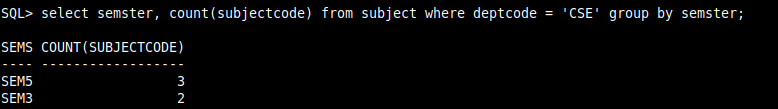 SQL> select semster, count(subjectcode) from subject where deptcode = 'CSE' group by semster;
SEMS COUNT(SUBJECTCODE)
---- ------------------
SEM5 3
SEM3 2